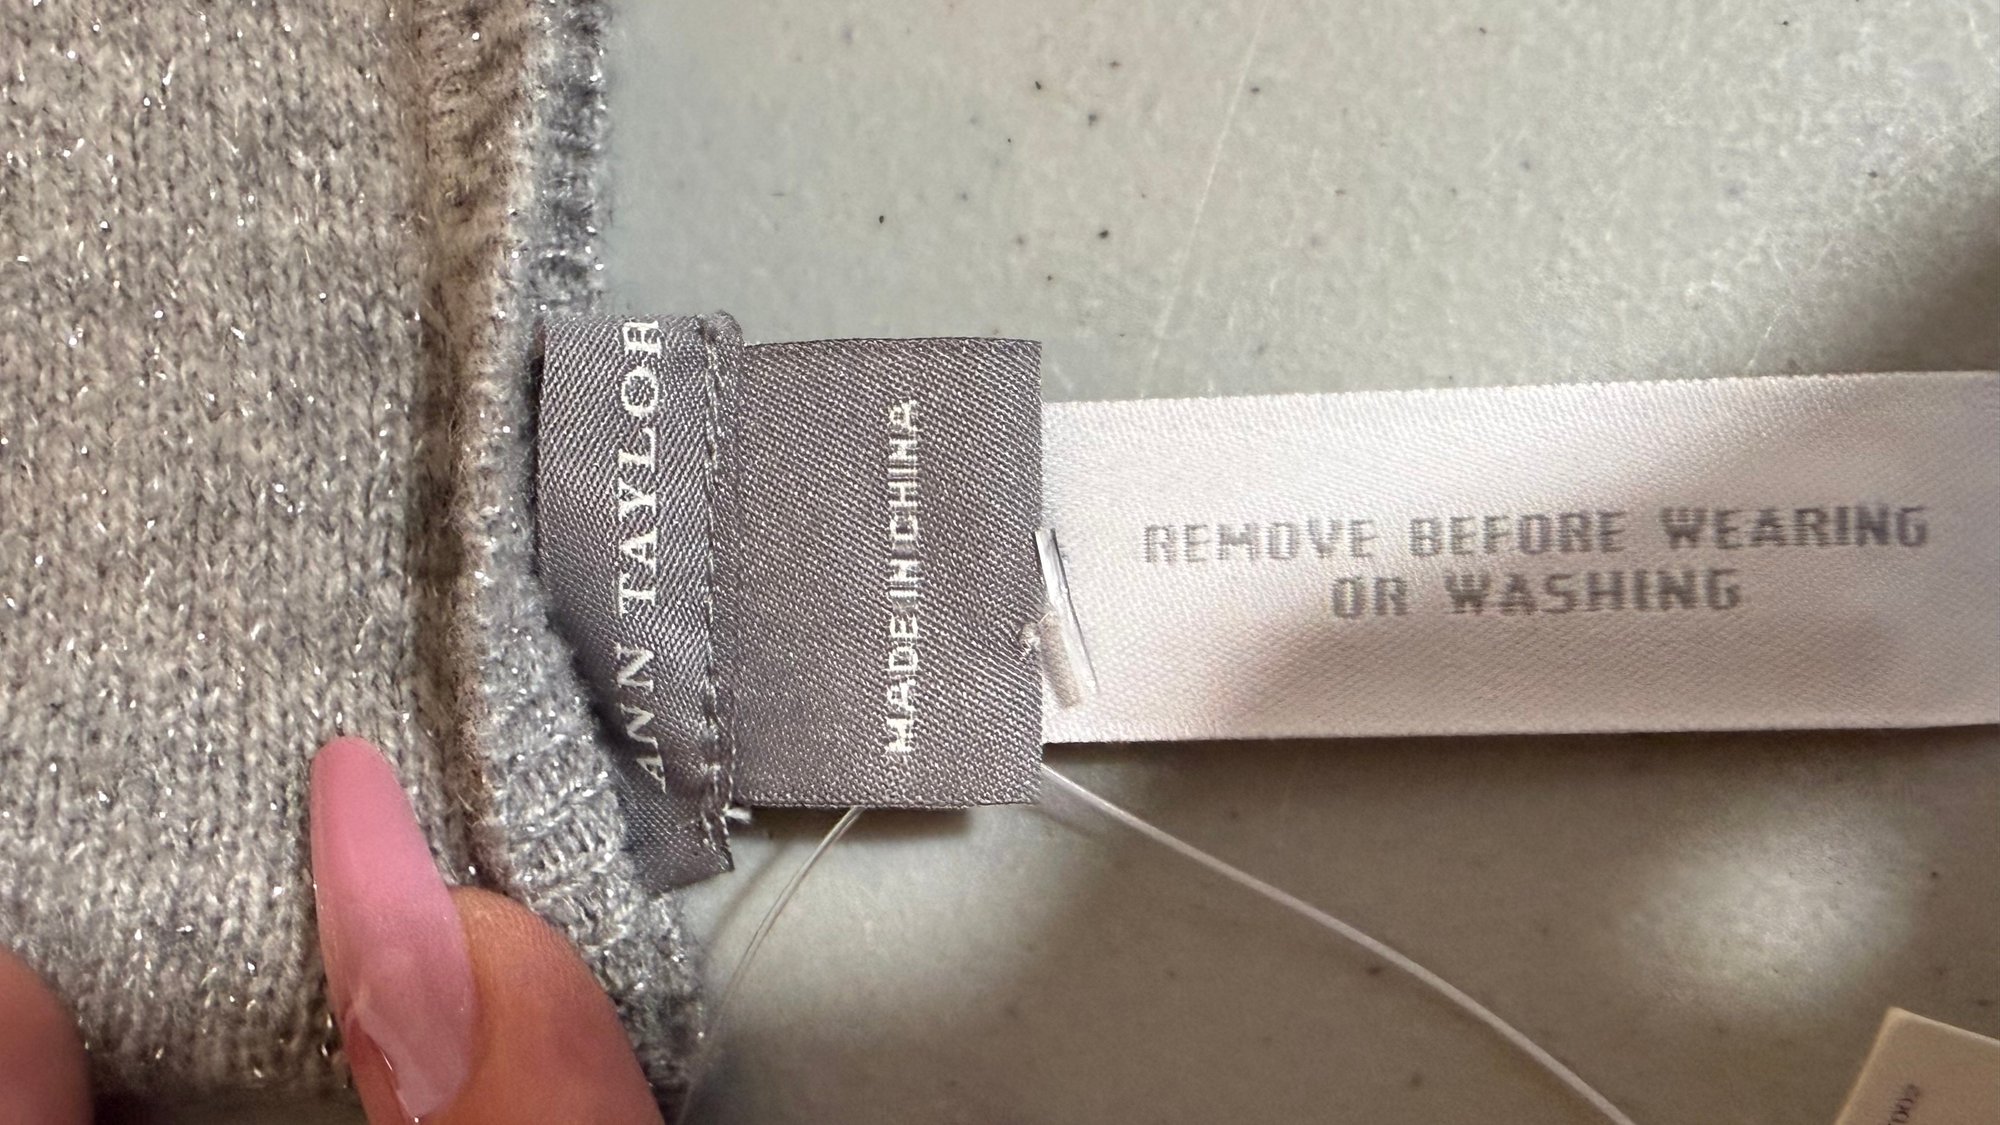 ANN TAYLOR
MADE IN CHINA
REMOVE BEFORE WEARING
OR WASHING